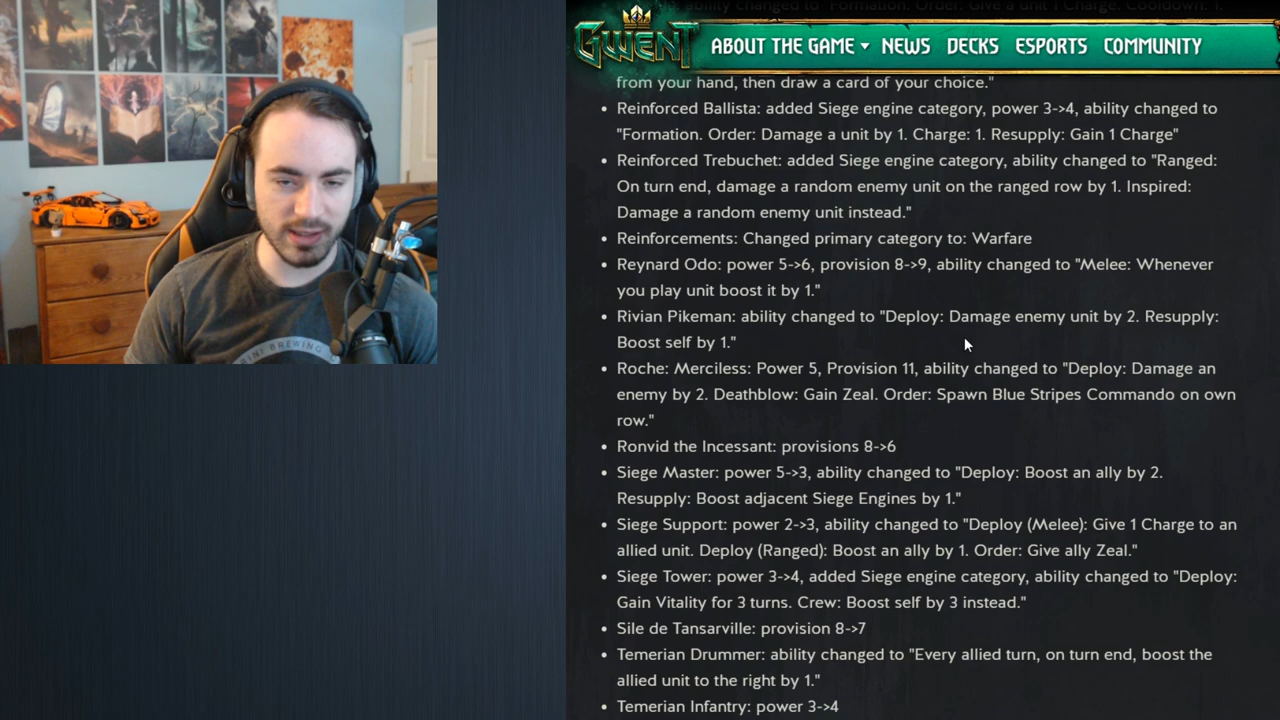 ability changed to "Formation. Order: Give a unit 1 Charge. Cooldown: 1.
GWENT
ABOUT THE GAME NEWS DECKS ESPORTS COMMUNITY
from your hand, then draw a card of your choice."
• Reinforced Ballista: added Siege engine category, power 3->4, ability changed to
"Formation. Order: Damage a unit by 1. Charge: 1. Resupply: Gain 1 Charge"
• Reinforced Trebuchet: added Siege engine category, ability changed to "Ranged:
On turn end, damage a random enemy unit on the ranged row by 1. Inspired:
Damage a random enemy unit instead."
• Reinforcements: Changed primary category to: Warfare
• Reynard Odo: power 5->6, provision 8->9, ability changed to "Melee: Whenever
you play unit boost it by 1."
• Rivian Pikeman: ability changed to "Deploy: Damage enemy unit by 2. Resupply:
Boost self by 1."
• Roche: Merciless: Power 5, Provision 11, ability changed to "Deploy: Damage an
enemy by 2. Deathblow: Gain Zeal. Order: Spawn Blue Stripes Commando on own
row."
• Ronvid the Incessant: provisions 8->6
• Siege Master: power 5->3, ability changed to "Deploy: Boost an ally by 2.
Resupply: Boost adjacent Siege Engines by 1."
• Siege Support: power 2->3, ability changed to "Deploy (Melee): Give 1 Charge to an
allied unit. Deploy (Ranged): Boost an ally by 1. Order: Give ally Zeal."
• Siege Tower: power 3->4, added Siege engine category, ability changed to "Deploy:
Gain Vitality for 3 turns. Crew: Boost self by 3 instead."
• Sile de Tansarville: provision 8->7
• Temerian Drummer: ability changed to "Every allied turn, on turn end, boost the
allied unit to the right by 1."
• Temerian Infantry: power 3->4